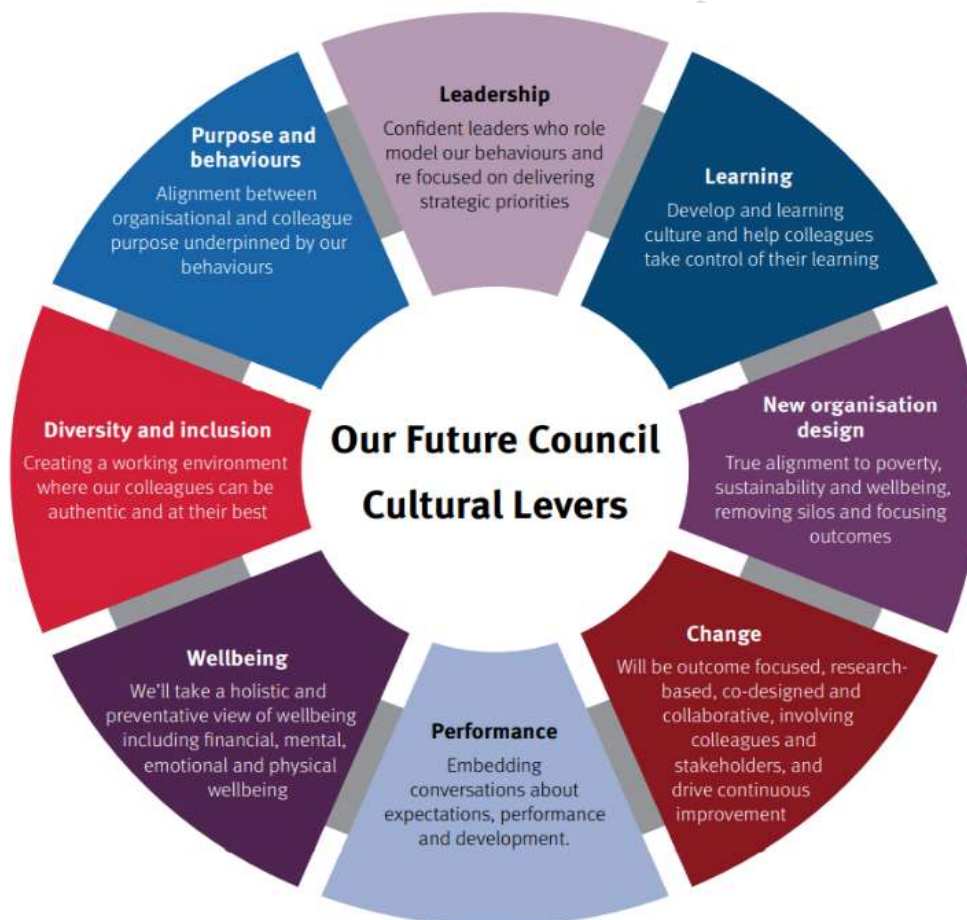 Our Future Council
Cultural Levers
Leadership
Confident leaders who role
model our behaviours and
re focused on delivering
strategic priorities
Learning
Develop and learning
culture and help colleagues
take control of their learning
New organisation
design
True alignment to poverty,
sustainability and wellbeing,
removing silos and focusing
outcomes
Change
Will be outcome focused, research-
based, co-designed and
collaborative, involving
colleagues and
stakeholders, and
drive continuous
improvement
Performance
Embedding
conversations about
expectations, performance
and development.
Wellbeing
We'll take a holistic and
preventative view of wellbeing
including financial, mental,
emotional and physical
wellbeing
Diversity and inclusion
Creating a working environment
where our colleagues can be
authentic and at their best
Purpose and
behaviours
Alignment between
organisational and colleague
purpose underpinned by our
behaviours